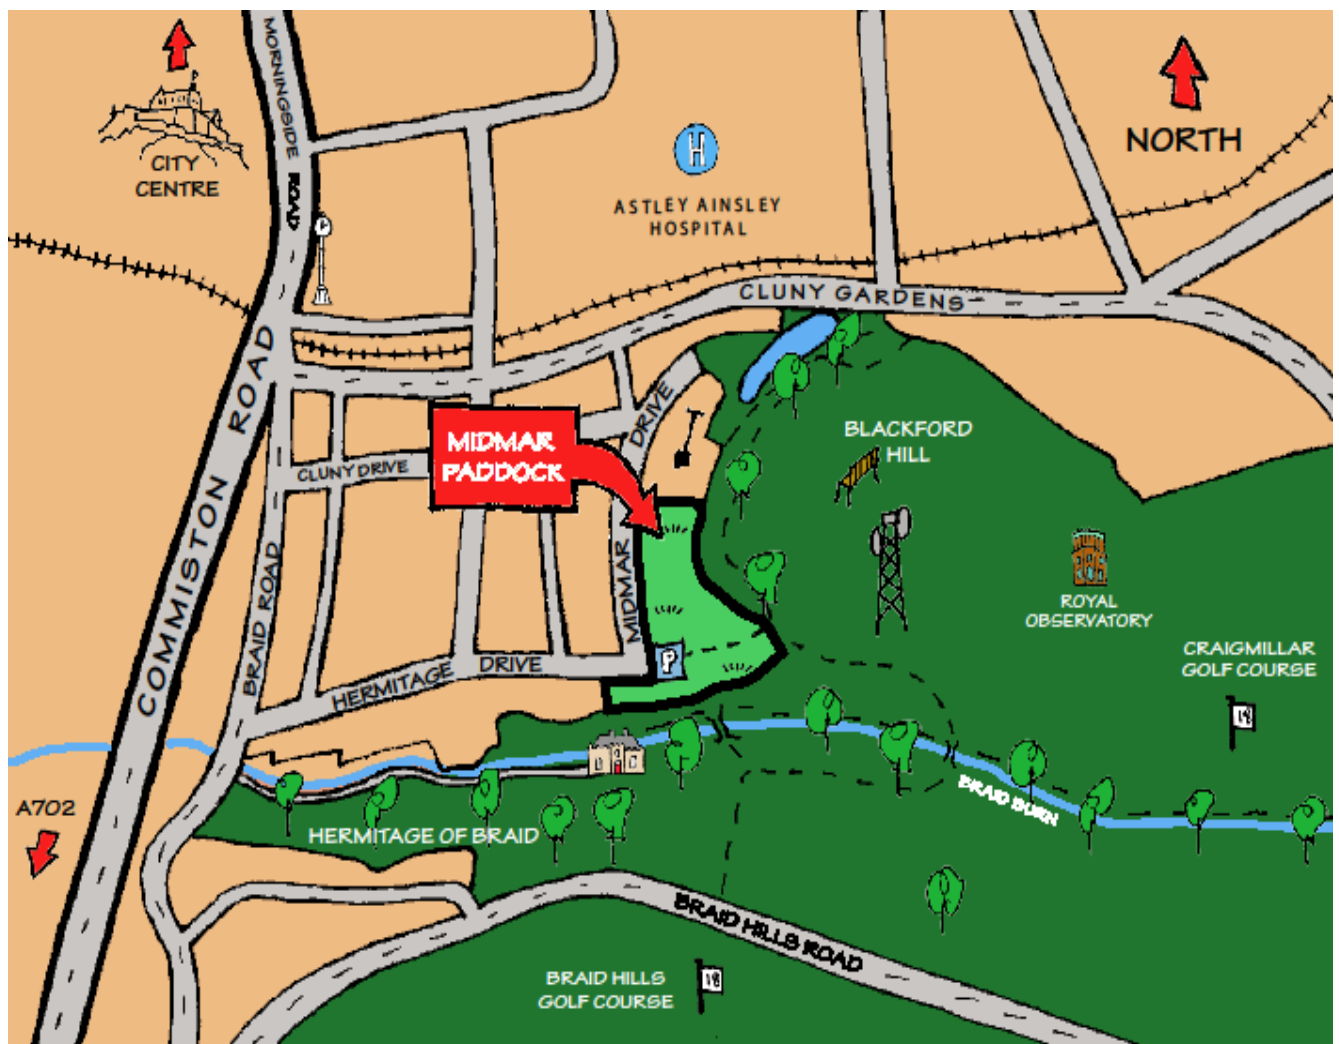 MORNINGSIDE ROAD
CITY
CENTRE
H
ASTLEY AINSLEY
HOSPITAL
NORTH
CLUNY GARDENS
COMMISTON ROAD
DRIVE
MIDMAR
PADDOCK
BLACKFORD
HILL
CLUNY DRIVE
BRAID ROAD
MIDMAR
ROYAL
OBSERVATORY
P
HERMITAGE DRIVE
CRAIGMILLAR
GOLF COURSE
18
BRAID BURN
A702
HERMITAGE OF BRAID
BRAID HILLS ROAD
BRAID HILLS
GOLF COURSE
18